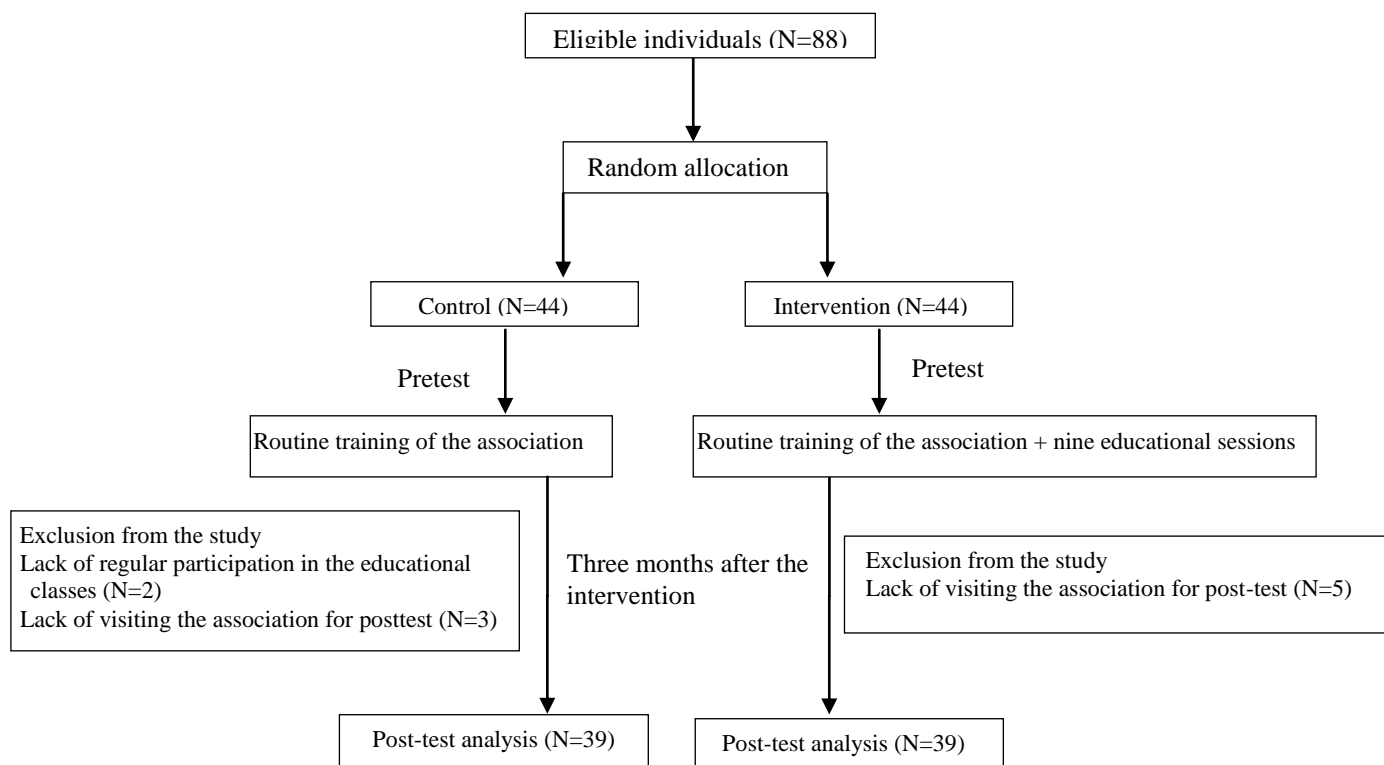 Eligible individuals (N=88)
Random allocation
Control (N=44)
Intervention (N=44)
Pretest
Pretest
Routine training of the association
Routine training of the association + nine educational sessions
Exclusion from the study
Lack of regular participation in the educational
classes (N=2)
Lack of visiting the association for posttest (N=3)
Three months after the
intervention
Exclusion from the study
Lack of visiting the association for post-test (N=5)
Post-test analysis (N=39)
Post-test analysis (N=39)